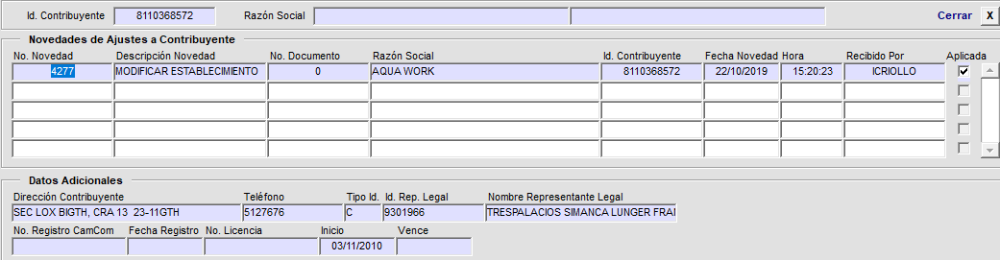 Id. Contribuyente 8110368572 Razón Social Cerrar X
Novedades de Ajustes a Contribuyente
No. Novedad Descripción Novedad No. Documento Razón Social Id. Contribuyente Fecha Novedad Hora Recibido Por Aplicada
4277 MODIFICAR ESTABLECIMIENTO 0 AQUA WORK 8110368572 22/10/2019 15:20:23 ICRIOLLO
Datos Adicionales
Dirección Contribuyente Teléfono Tipo Id. Id. Rep. Legal Nombre Representante Legal
SEC LOX BIGTH, CRA 13 23-11GTH 5127676 C 9301966 TRESPALACIOS SIMANCA LUNGER FRAN
No. Registro CamCom Fecha Registro No. Licencia Inicio Vence
03/11/2010